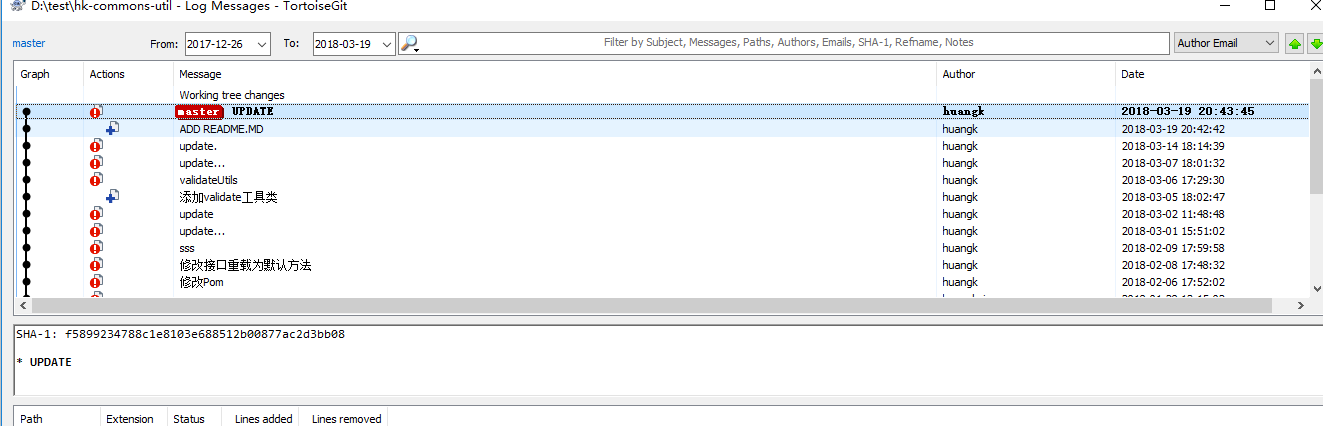 D:\test\hk-commons-util - Log Messages - TortoiseGit
master From: 2017-12-26 To: 2018-03-19 Filter by Subject, Messages, Paths, Authors, Emails, SHA-1, Refname, Notes Author Email
Graph Actions Message Author Date
Working tree changes
master UPDATE huangk 2018-03-19 20:43:45
ADD README.MD huangk 2018-03-19 20:42:42
update. huangk 2018-03-14 18:14:39
update... huangk 2018-03-07 18:01:32
validateUtils huangk 2018-03-06 17:29:30
添加validate工具类 huangk 2018-03-05 18:02:47
update huangk 2018-03-02 11:48:48
update... huangk 2018-03-01 15:51:02
sss huangk 2018-02-09 17:59:58
修改接口重载为默认方法 huangk 2018-02-08 17:48:32
修改Pom huangk 2018-02-06 17:52:02
SHA-1: f5899234788c1e8103e688512b00877ac2d3bb08
* UPDATE
Path Extension Status Lines added Lines removed